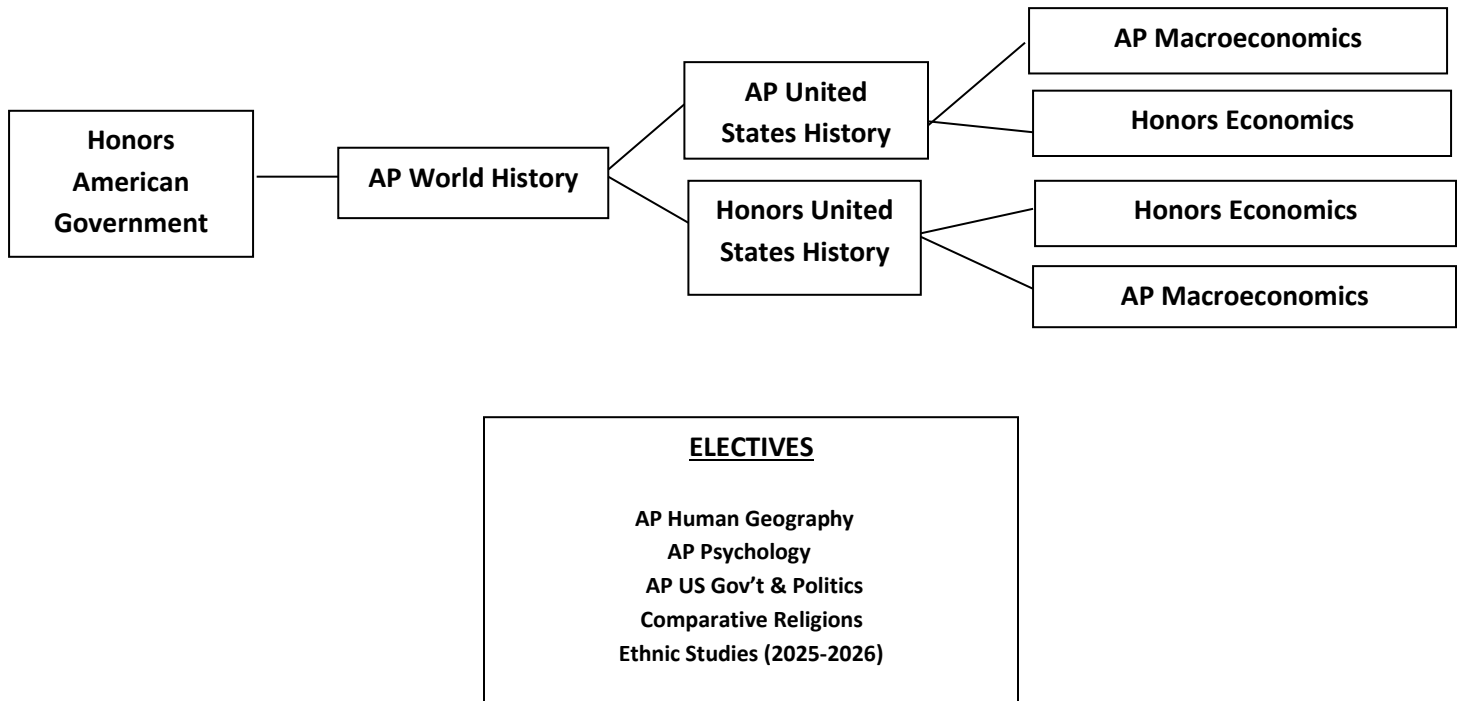 Honors
American
Government
AP World History
AP United
States History
Honors United
States History
AP Macroeconomics
Honors Economics
Honors Economics
AP Macroeconomics
ELECTIVES
AP Human Geography
AP Psychology
AP US Gov’t & Politics
Comparative Religions
Ethnic Studies (2025-2026)